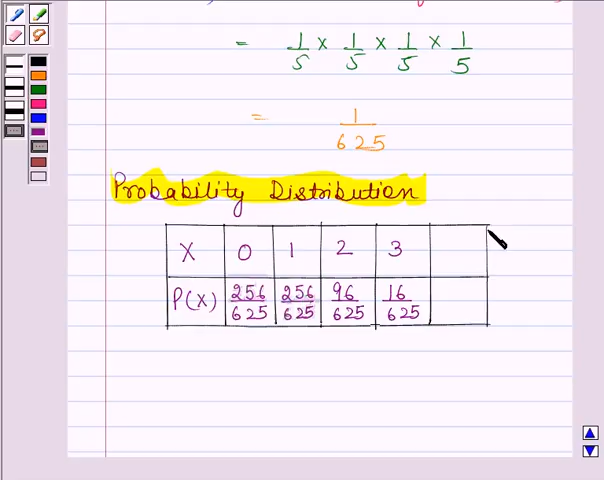 = 1/5 × 1/5 × 1/5 × 1/5
= 1/625
Probability Distribution
X 0 1 2 3
P(X) 256/625 256/625 96/625 16/625